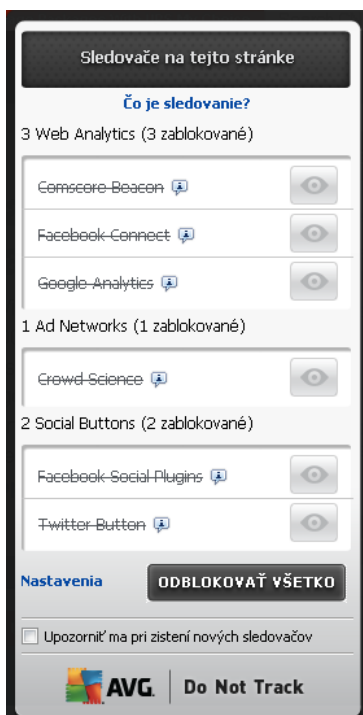 Sledovače na tejto stránke
Čo je sledovanie?
3 Web Analytics (3 zablokované)
Comscore Beacon
Facebook Connect
Google Analytics
1 Ad Networks (1 zablokované)
Crowd Science
2 Social Buttons (2 zablokované)
Facebook Social Plugins
Twitter Button
Nastavenia
ODBLOKOVAŤ VŠETKO
Upozorniť ma pri zistení nových sledovačov
AVG. Do Not Track